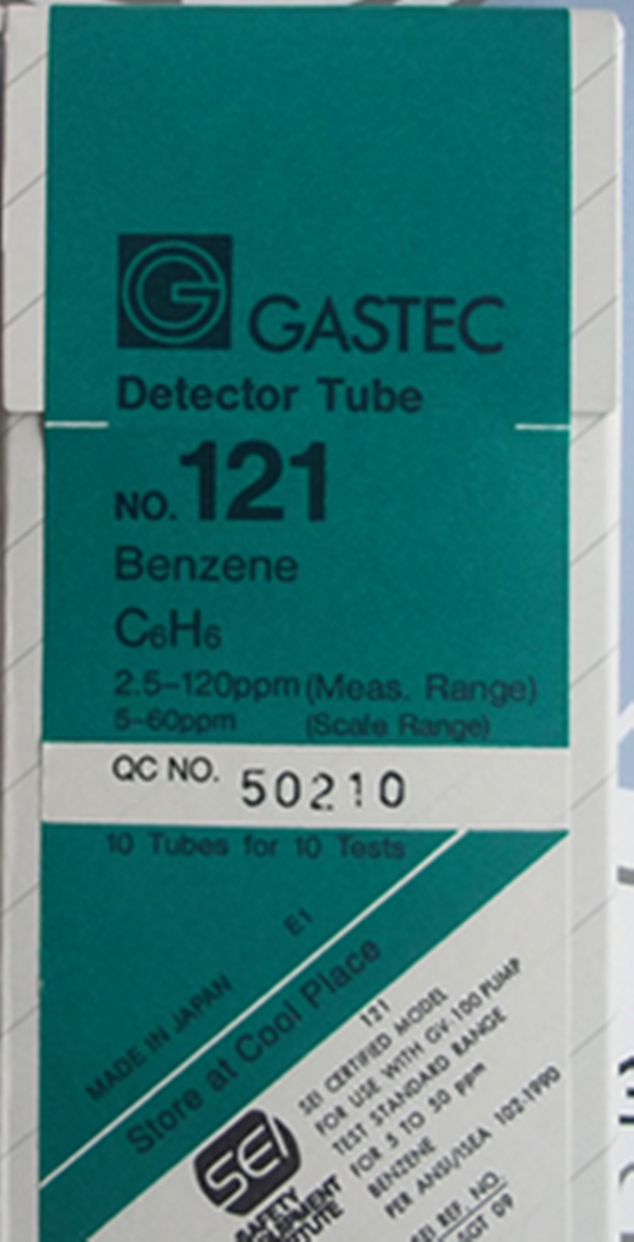 GASTEC
Detector Tube
NO. 121
Benzene
C₆H₆
2.5-120ppm (Meas. Range)
5-60ppm (Scale Range)
QC NO. 50210
10 Tubes for 10 Tests
E1
MADE IN JAPAN
Store at Cool Place
121
SEI CERTIFIED MODEL
FOR USE WITH GV-100 PUMP
TEST STANDARD RANGE
FOR 5 TO 50 ppm
BENZENE
PER ANSI/ISEA 102-1990
SEI
SAFETY
EQUIPMENT
INSTITUTE
SEI REF. NO.
SGT 09